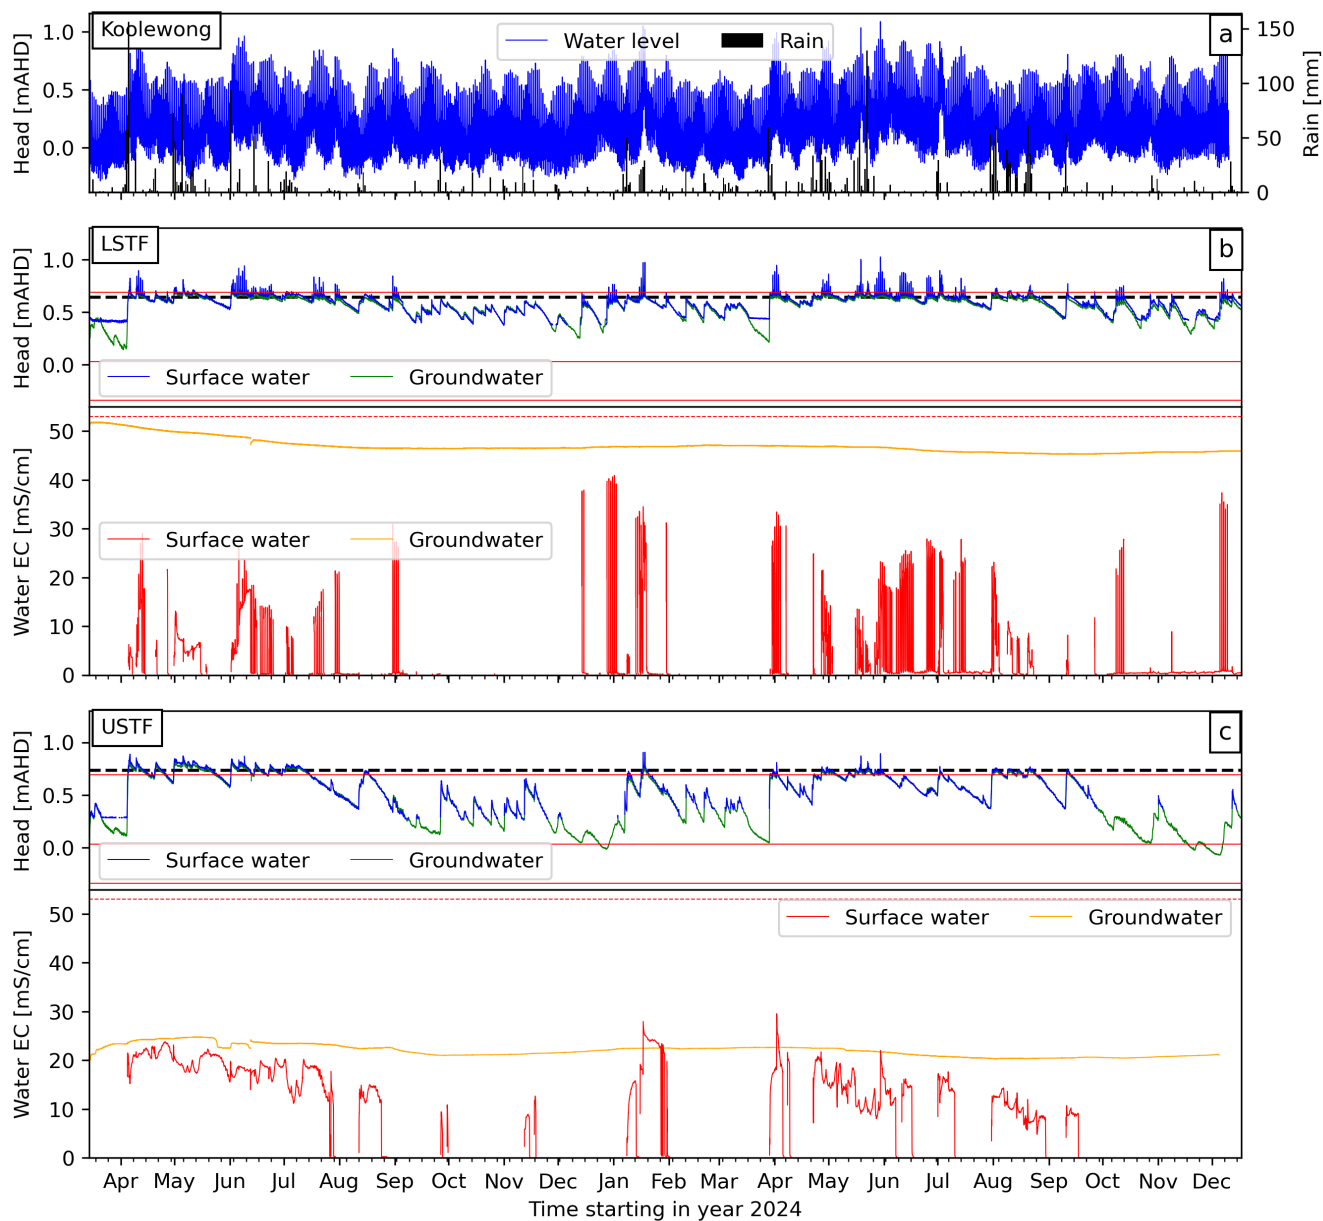 Koolewong
a
Water level
Rain
1.0
0.5
0.0
Head [mAHD]
150
100
50
0
Rain [mm]
LSTF
b
1.0
0.5
0.0
Head [mAHD]
Surface water
Groundwater
50
40
30
20
10
0
Water EC [mS/cm]
Surface water
Groundwater
USTF
c
1.0
0.5
0.0
Head [mAHD]
Surface water
Groundwater
50
40
30
20
10
0
Water EC [mS/cm]
Surface water
Groundwater
Apr May Jun Jul Aug Sep Oct Nov Dec Jan Feb Mar Apr May Jun Jul Aug Sep Oct Nov Dec
Time starting in year 2024